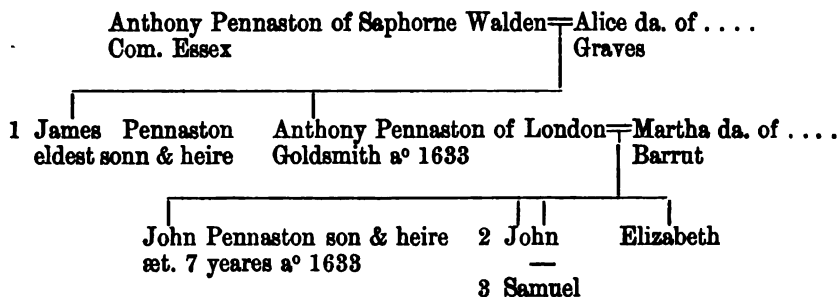 Anthony Pennaston of Saphorne Walden=Alice da. of . . . .
Com. Essex Graves
1 James Pennaston Anthony Pennaston of London=Martha da. of . . . .
eldest sonn & heire Goldsmith aº 1633 Barrut
John Pennaston son & heire 2 John Elizabeth
æt. 7 yeares aº 1633
3 Samuel